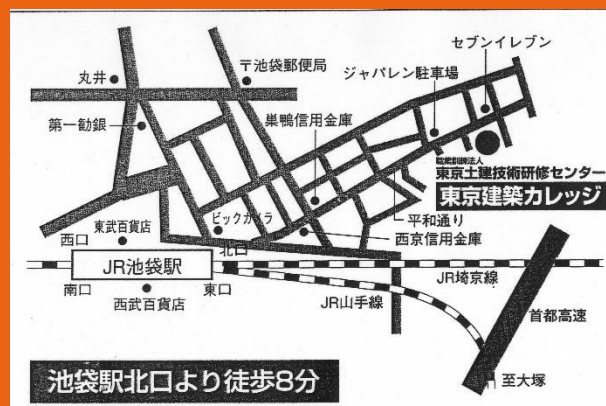 セブンイレブン
〒池袋郵便局
丸井
ジャパレン駐車場
第一勧銀
巣鴨信用金庫
職業訓練法人
東京土建技術研修センター
東京建築カレッジ
ビックカメラ
平和通り
東武百貨店
西口
北口
西京信用金庫
JR池袋駅
JR埼京線
南口
東口
西武百貨店
JR山手線
首都高速
池袋駅北口より徒歩8分
至大塚